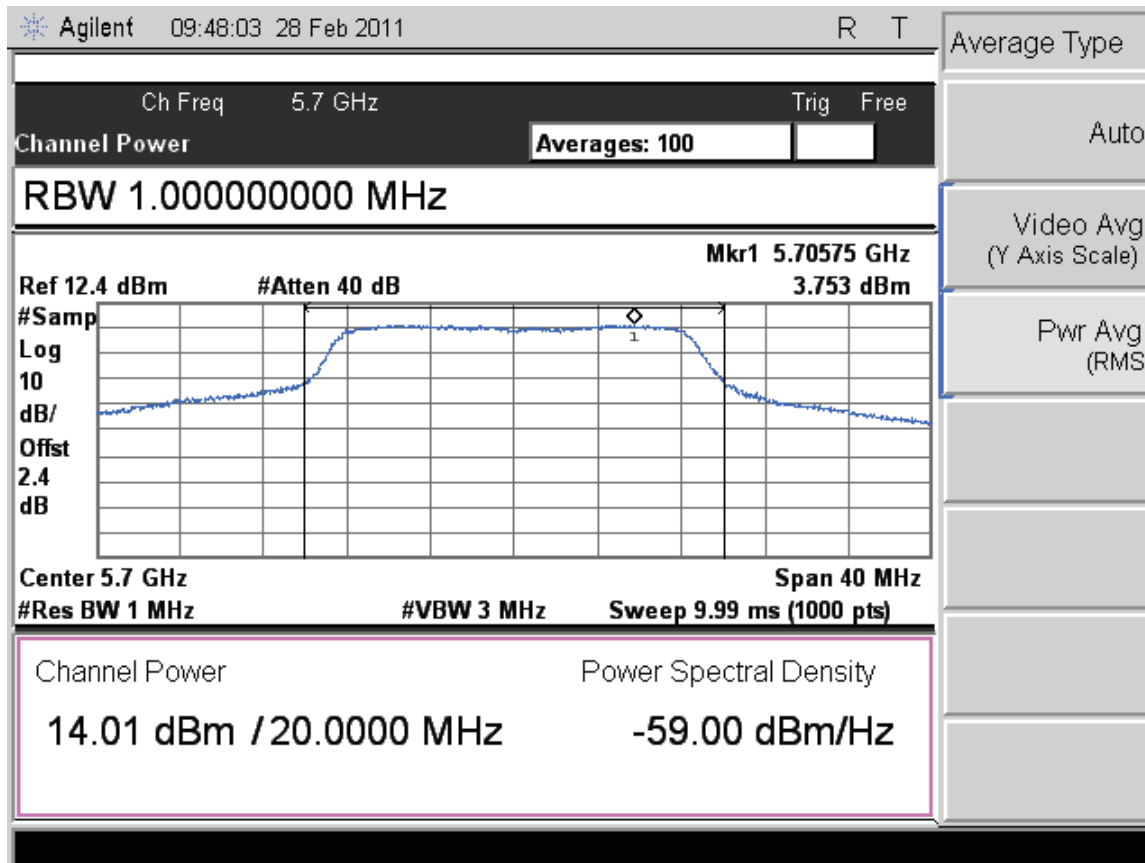 Agilent 09:48:03 28 Feb 2011 R T
Average Type
Ch Freq 5.7 GHz Trig Free
Channel Power Averages: 100
Auto
RBW 1.000000000 MHz
Video Avg
(Y Axis Scale)
Mkr1 5.70575 GHz
Ref 12.4 dBm #Atten 40 dB 3.753 dBm
#Samp
Log
10
dB/
Offst
2.4
dB
1
Pwr Avg
(RMS
Center 5.7 GHz Span 40 MHz
#Res BW 1 MHz #VBW 3 MHz Sweep 9.99 ms (1000 pts)
Channel Power Power Spectral Density
14.01 dBm / 20.0000 MHz -59.00 dBm/Hz